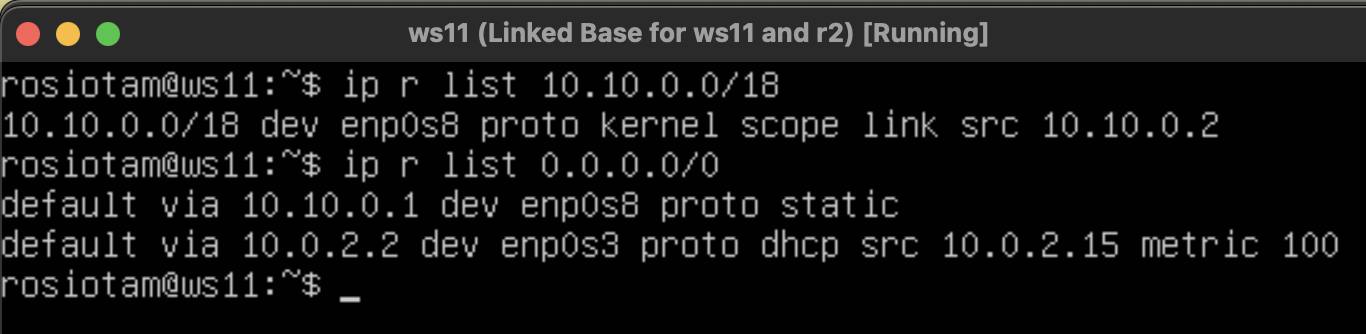 ws11 (Linked Base for ws11 and r2) [Running]
rosiotam@ws11:~$ ip r list 10.10.0.0/18
10.10.0.0/18 dev enp0s8 proto kernel scope link src 10.10.0.2
rosiotam@ws11:~$ ip r list 0.0.0.0/0
default via 10.10.0.1 dev enp0s8 proto static
default via 10.0.2.2 dev enp0s3 proto dhcp src 10.0.2.15 metric 100
rosiotam@ws11:~$ _